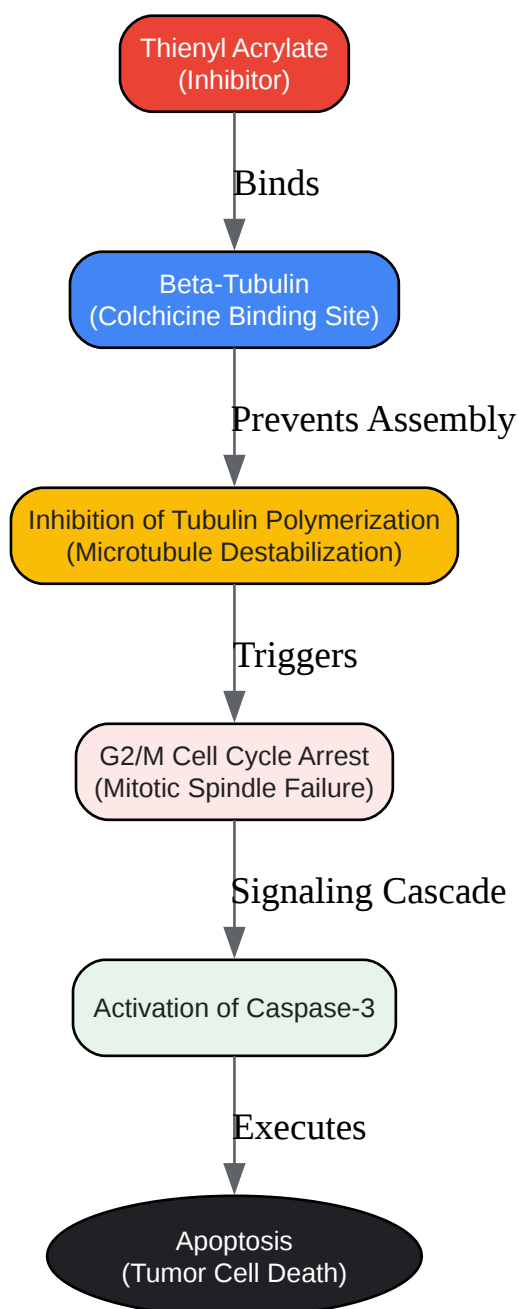 Thienyl Acrylate
(Inhibitor)
Binds
Beta-Tubulin
(Colchicine Binding Site)
Prevents Assembly
Inhibition of Tubulin Polymerization
(Microtubule Destabilization)
Triggers
G2/M Cell Cycle Arrest
(Mitotic Spindle Failure)
Signaling Cascade
Activation of Caspase-3
Executes
Apoptosis
(Tumor Cell Death)